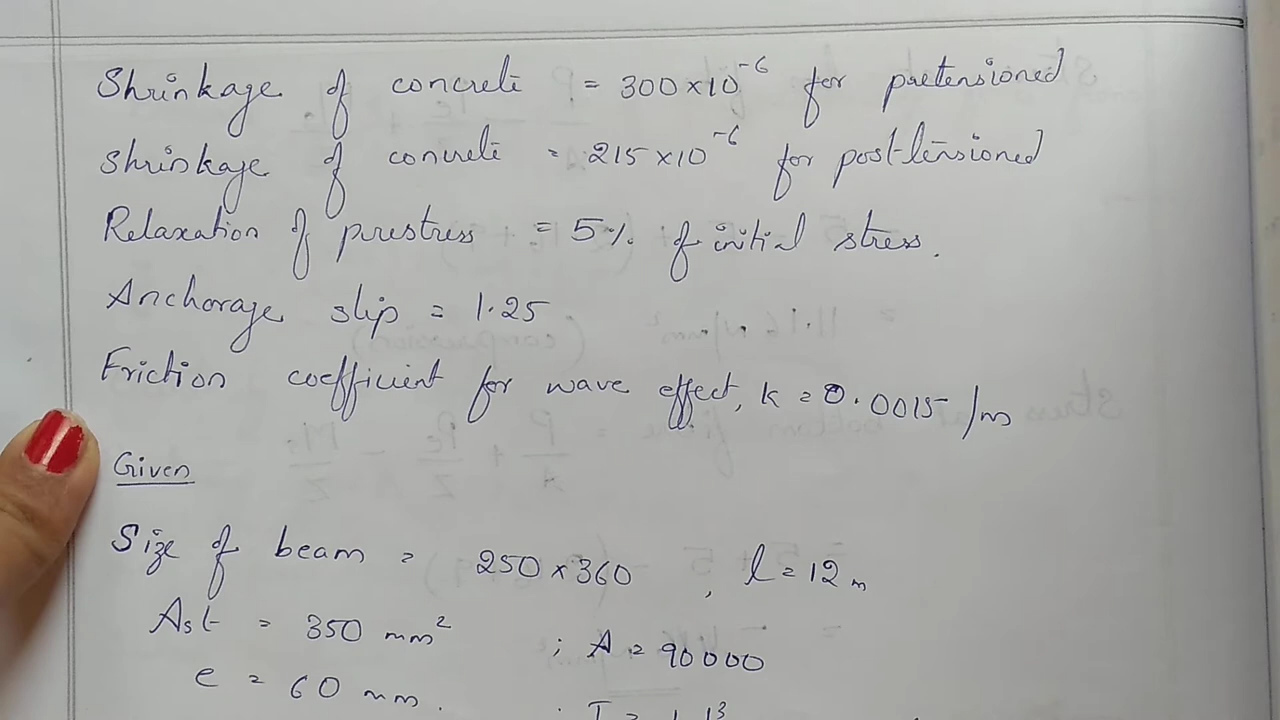 Shrinkage of concrete = 300×10⁻⁶ for pretensioned
Shrinkage of concrete = 215×10⁻⁶ for post tensioned
Relaxation of prestress = 5% of initial stress.
Anchorage slip = 1.25
Friction coefficient for wave effect, k = 0.0015 /m
Given
Size of beam = 250×360 , l = 12 m
Ast = 350 mm² ; A = 90000
e = 60 mm.